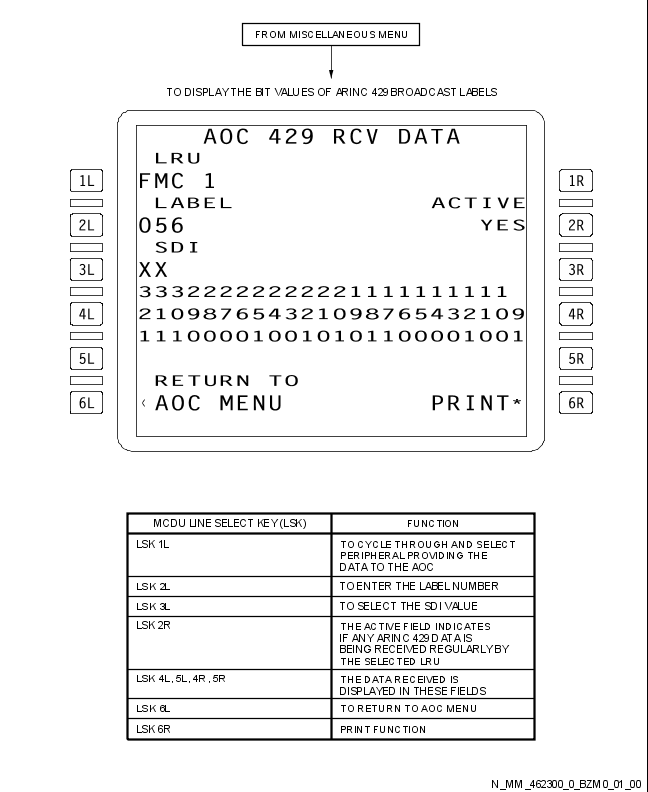 FROM MISCELLANEOUS MENU
TO DISPLAY THE BIT VALUES OF ARINC 429 BROADCAST LABELS
AOC 429 RCV DATA
LRU
1L FMC 1 1R
LABEL ACTIVE
2L 056 YES 2R
SDI
3L XX 3R
333222222222211111111111
4L 210987654321098765432109 4R
111000010010101100001001
5L 5R
RETURN TO
6L ‹ AOC MENU PRINT* 6R
MCDU LINE SELECT KEY (LSK) FUNCTION
LSK 1L TO CYCLE THROUGH AND SELECT
PERIPHERAL PROVIDING THE
DATA TO THE AOC
LSK 2L TO ENTER THE LABEL NUMBER
LSK 3L TO SELECT THE SDI VALUE
LSK 2R THE ACTIVE FIELD INDICATES
IF ANY ARINC 429 DATA IS
BEING RECEIVED REGULARLY BY
THE SELECTED LRU
LSK 4L, 5L, 4R, 5R THE DATA RECEIVED IS
DISPLAYED IN THESE FIELDS
LSK 6L TO RETURN TO AOC MENU
LSK 6R PRINT FUNCTION
N_MM_462300_0_BZM0_01_00